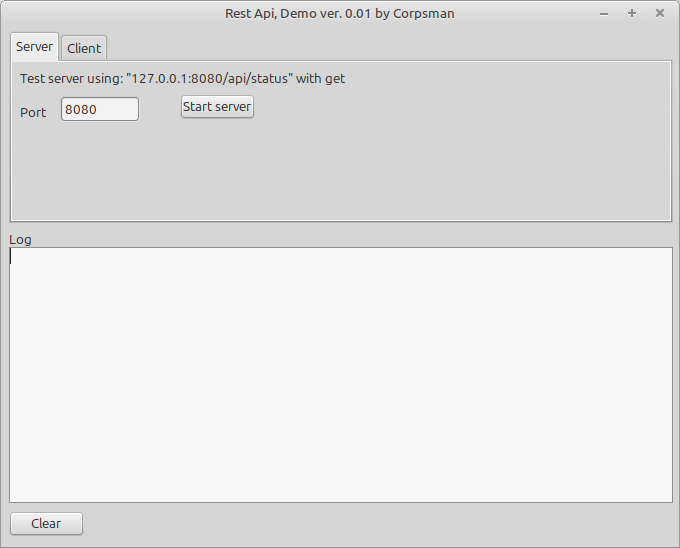 Rest Api, Demo ver. 0.01 by Corpsman
Server Client
Test server using: "127.0.0.1:8080/api/status" with get
Port 8080 Start server
Log
Clear